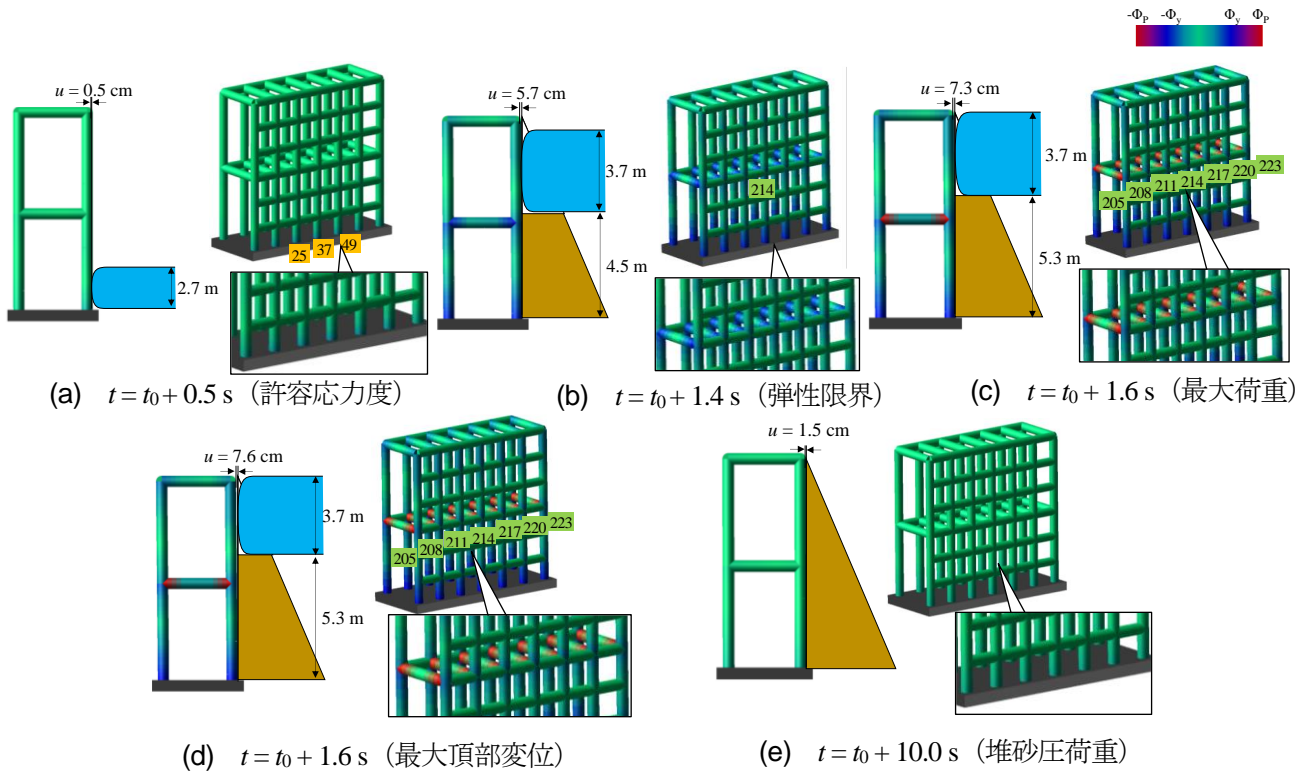 -Φ_P -Φ_y Φ_y Φ_P
u = 0.5 cm
2.7 m
25 37 49
(a) t = t0 + 0.5 s（許容応力度）
u = 5.7 cm
3.7 m
4.5 m
214
(b) t = t0 + 1.4 s（弾性限界）
u = 7.3 cm
3.7 m
5.3 m
205 208 211 214 217 220 223
(c) t = t0 + 1.6 s（最大荷重）
u = 7.6 cm
3.7 m
5.3 m
205 208 211 214 217 220 223
(d) t = t0 + 1.6 s（最大頂部変位）
u = 1.5 cm
(e) t = t0 + 10.0 s（堆砂圧荷重）